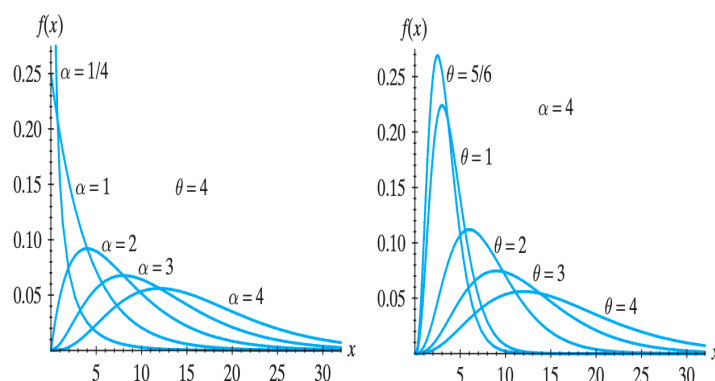 f(x)
0.25
α = 1/4
0.20
0.15
α = 1
θ = 4
0.10
α = 2
α = 3
0.05
α = 4
x
5 10 15 20 25 30
f(x)
0.25
θ = 5/6
α = 4
0.20
θ = 1
0.15
0.10
θ = 2
θ = 3
0.05
θ = 4
x
5 10 15 20 25 30